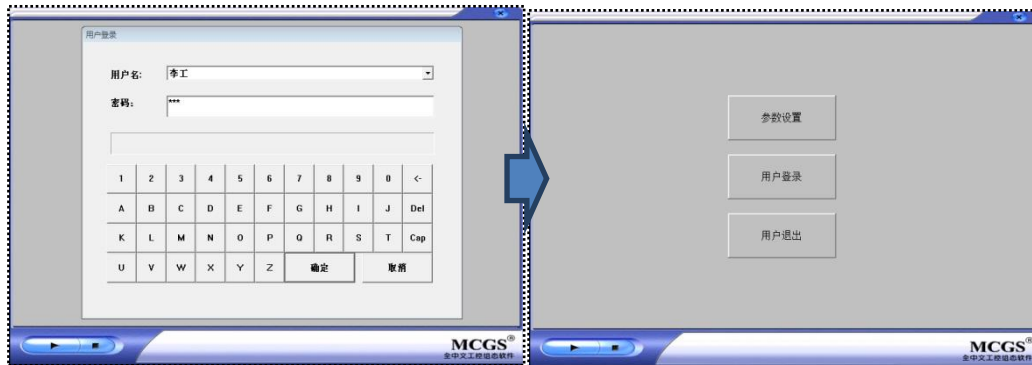 用户登录
用户名: 李工
密码: ***
1 2 3 4 5 6 7 8 9 0 <-
A B C D E F G H I J Del
K L M N O P Q R S T Cap
U V W X Y Z 确定 取消
MCGS®
全中文工控组态软件
参数设置
用户登录
用户退出
MCGS®
全中文工控组态软件